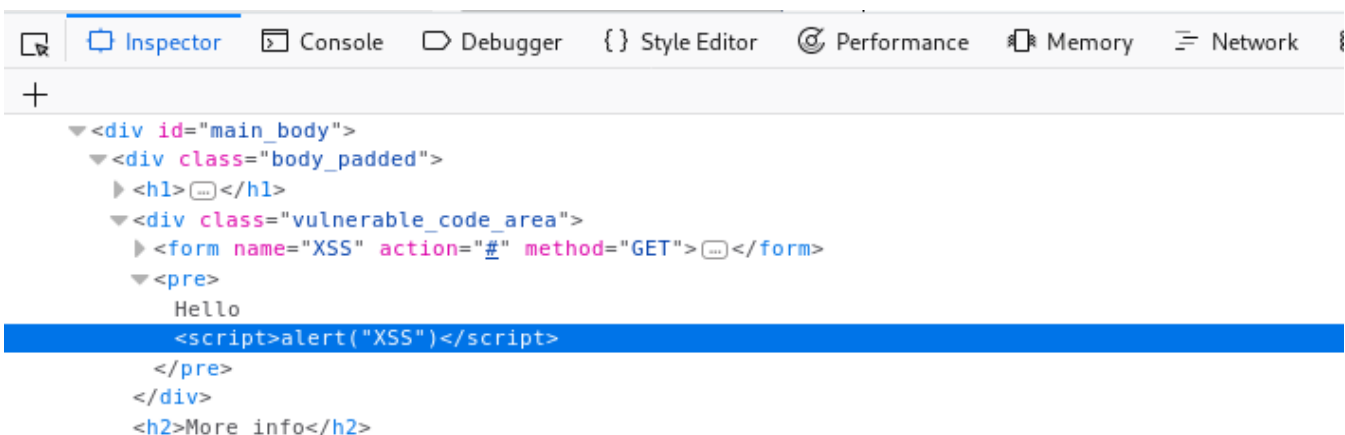 Inspector Console Debugger {} Style Editor Performance Memory Network
+
<div id="main_body">
<div class="body_padded">
<h1>…</h1>
<div class="vulnerable_code_area">
<form name="XSS" action="#" method="GET">…</form>
<pre>
Hello
<script>alert("XSS")</script>
</pre>
</div>
<h2>More info</h2>